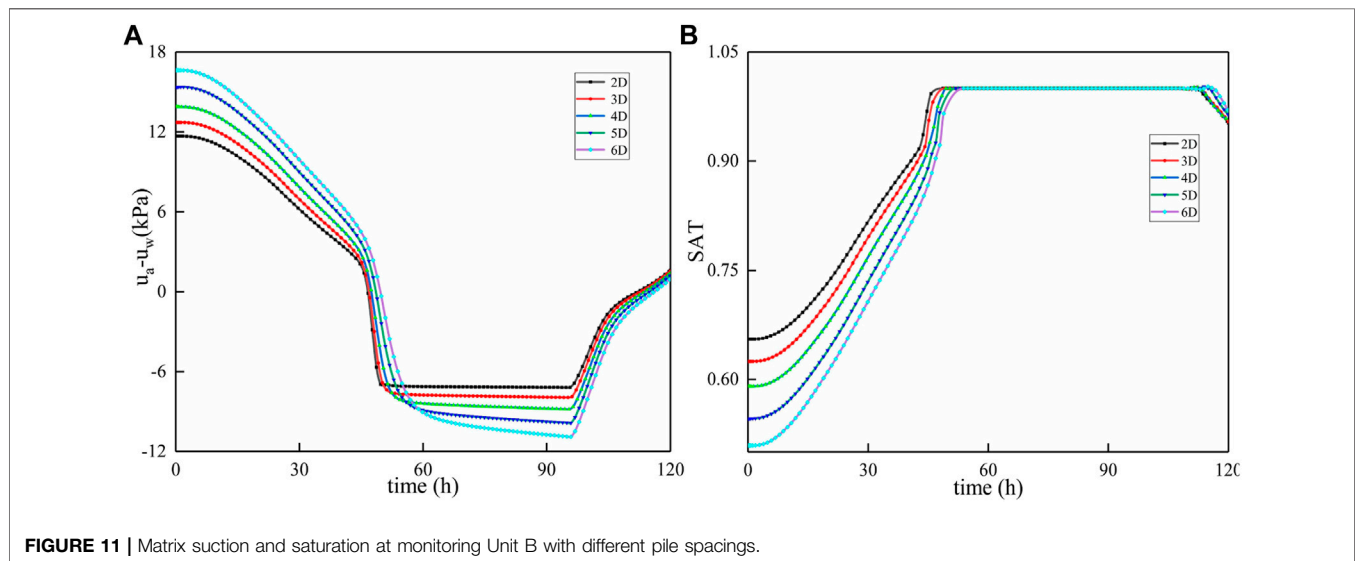 A
18
12
6
0
-6
-12
u_a-u_w(kPa)
0
30
60
90
120
time (h)
2D
3D
4D
5D
6D
B
1.05
0.90
0.75
0.60
SAT
0
30
60
90
120
time (h)
2D
3D
4D
5D
6D
FIGURE 11 | Matrix suction and saturation at monitoring Unit B with different pile spacings.